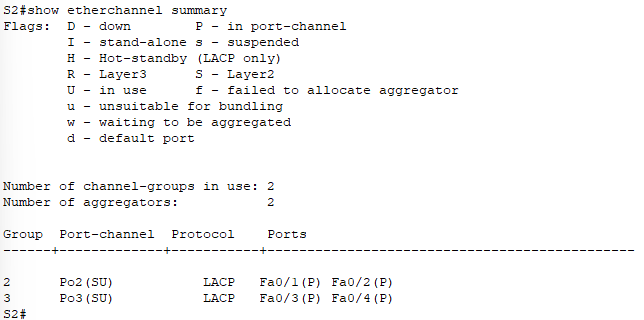 S2#show etherchannel summary
Flags:  D - down        P - in port-channel
        I - stand-alone s - suspended
        H - Hot-standby (LACP only)
        R - Layer3      S - Layer2
        U - in use      f - failed to allocate aggregator
        u - unsuitable for bundling
        w - waiting to be aggregated
        d - default port
Number of channel-groups in use: 2
Number of aggregators:           2
Group  Port-channel  Protocol    Ports
------+-------------+-----------+----------------------------------------------
2      Po2(SU)           LACP   Fa0/1(P) Fa0/2(P)
3      Po3(SU)           LACP   Fa0/3(P) Fa0/4(P)
S2#